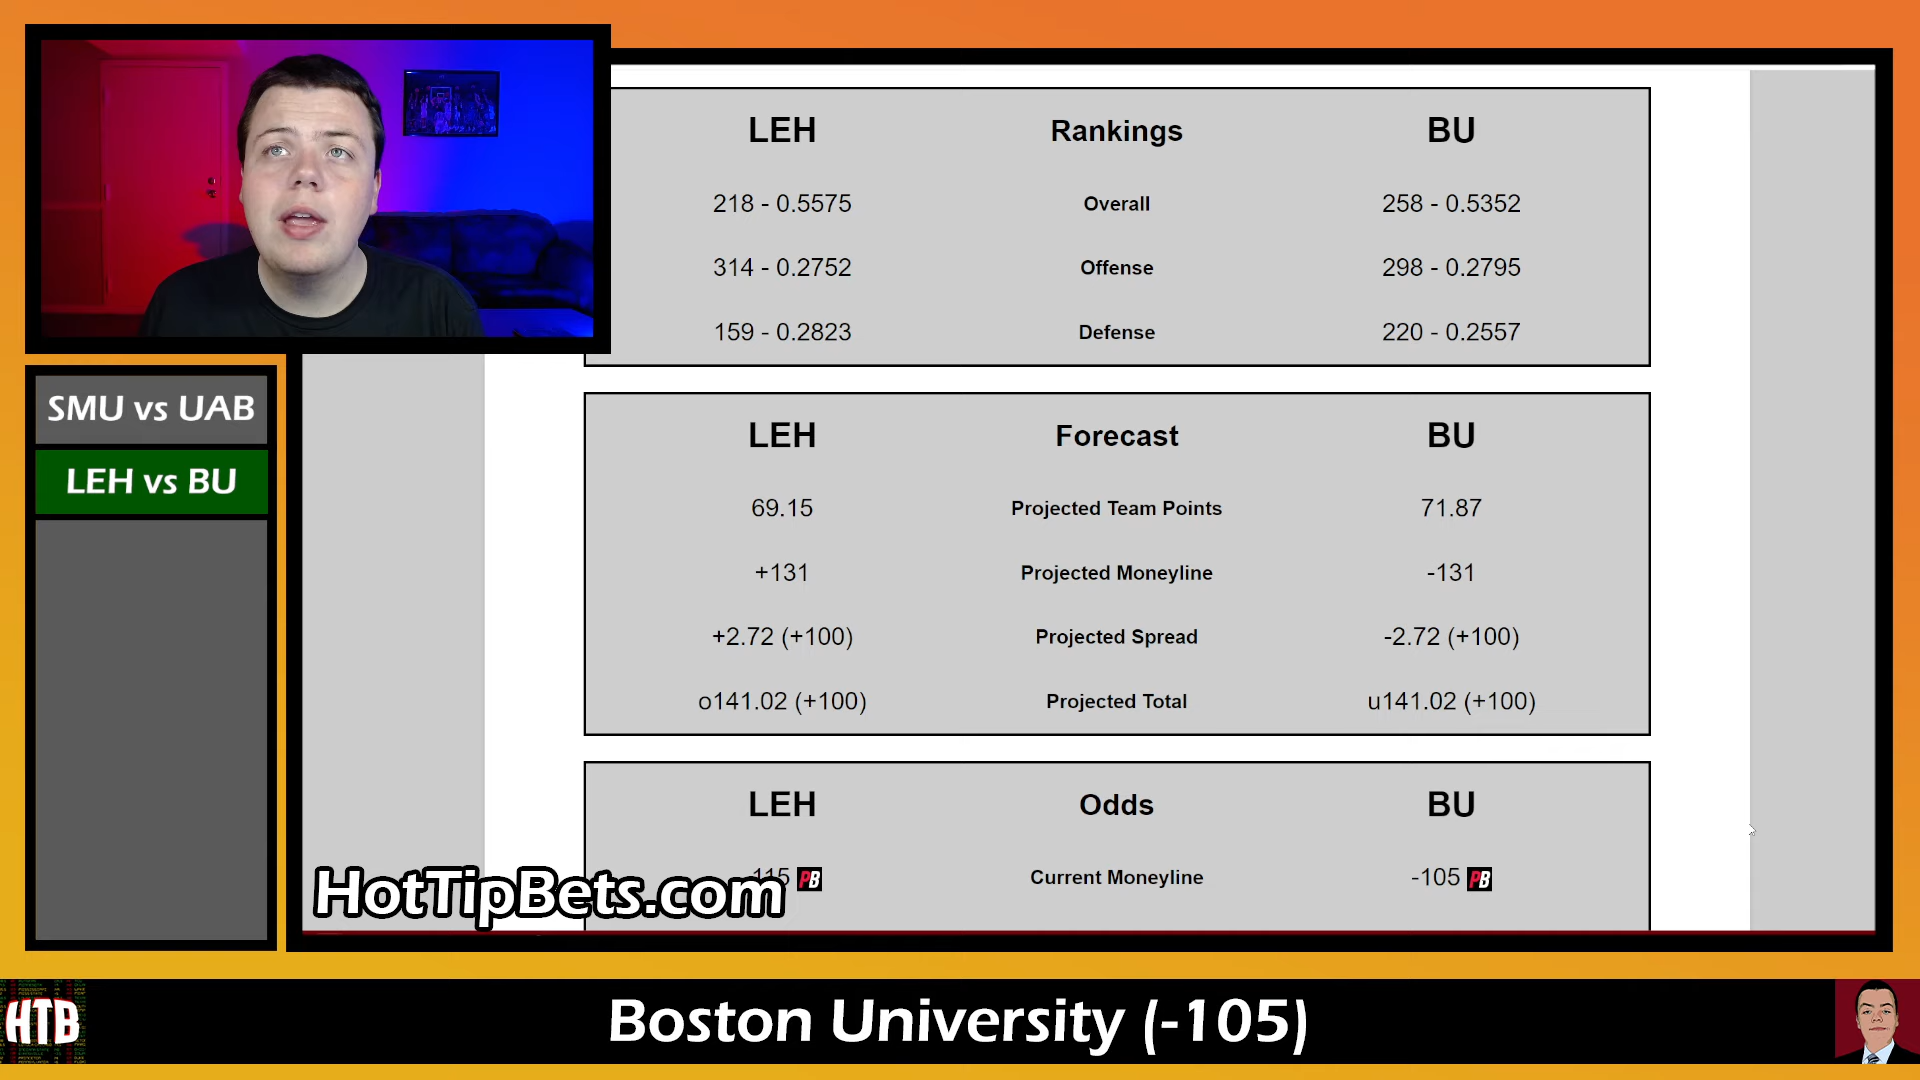 LEH Rankings BU
218 - 0.5575 Overall 258 - 0.5352
314 - 0.2752 Offense 298 - 0.2795
159 - 0.2823 Defense 220 - 0.2557
SMU vs UAB
LEH vs BU
LEH Forecast BU
69.15 Projected Team Points 71.87
+131 Projected Moneyline -131
+2.72 (+100) Projected Spread -2.72 (+100)
o141.02 (+100) Projected Total u141.02 (+100)
LEH Odds BU
-115 PB Current Moneyline -105 PB
HotTipBets.com
HTB
Boston University (-105)